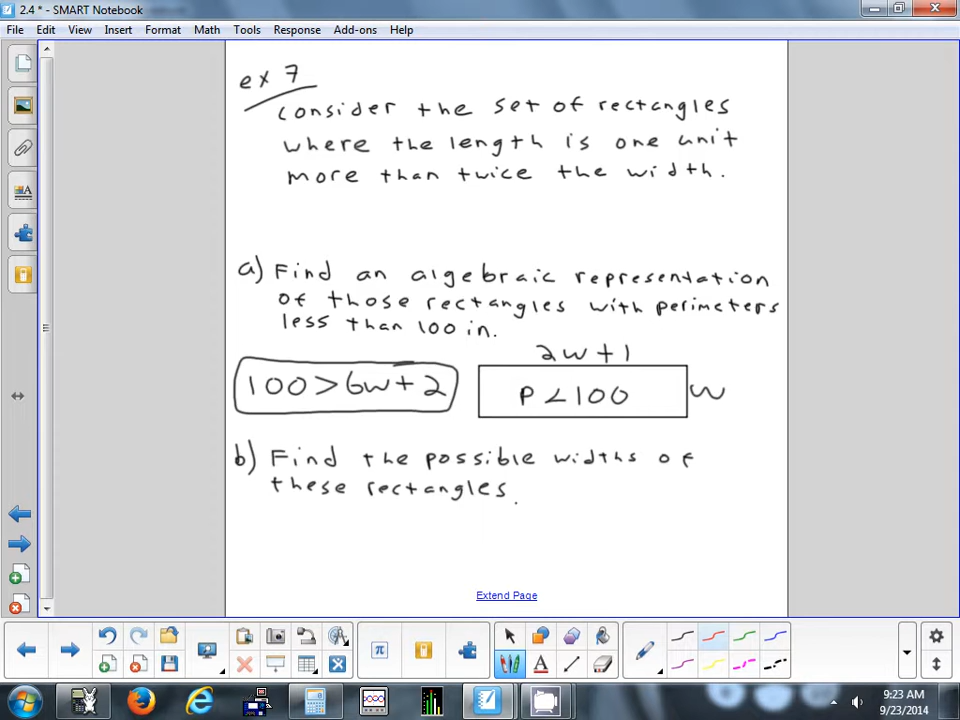 2.4 * - SMART Notebook
File Edit View Insert Format Math Tools Response Add-ons Help
ex 7
Consider the set of rectangles
where the length is one unit
more than twice the width.
a) Find an algebraic representation
of those rectangles with perimeters
less than 100 in.
2w + 1
100 > 6w + 2
P < 100
w
b) Find the possible widths of
these rectangles.
Extend Page
9:23 AM
9/23/2014